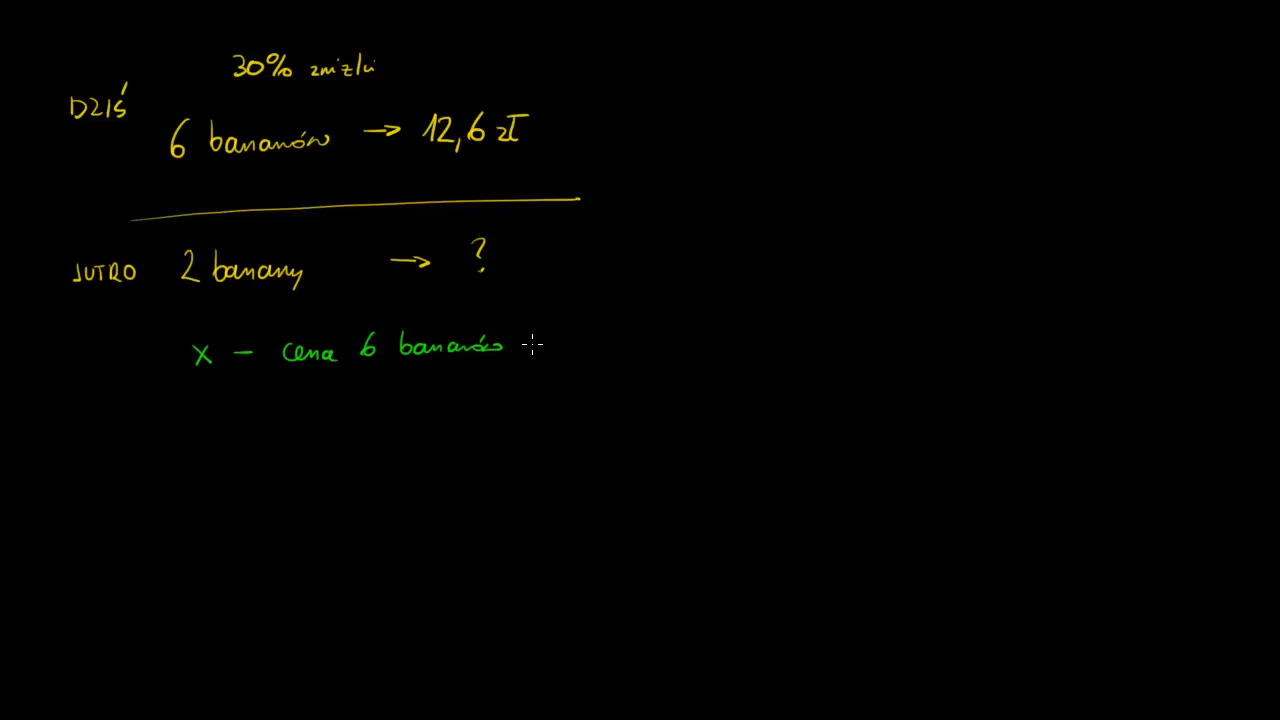 30% zniżki
DZIŚ
6 bananów → 12,6 zł
JUTRO 2 banany → ?
x - cena 6 bananów